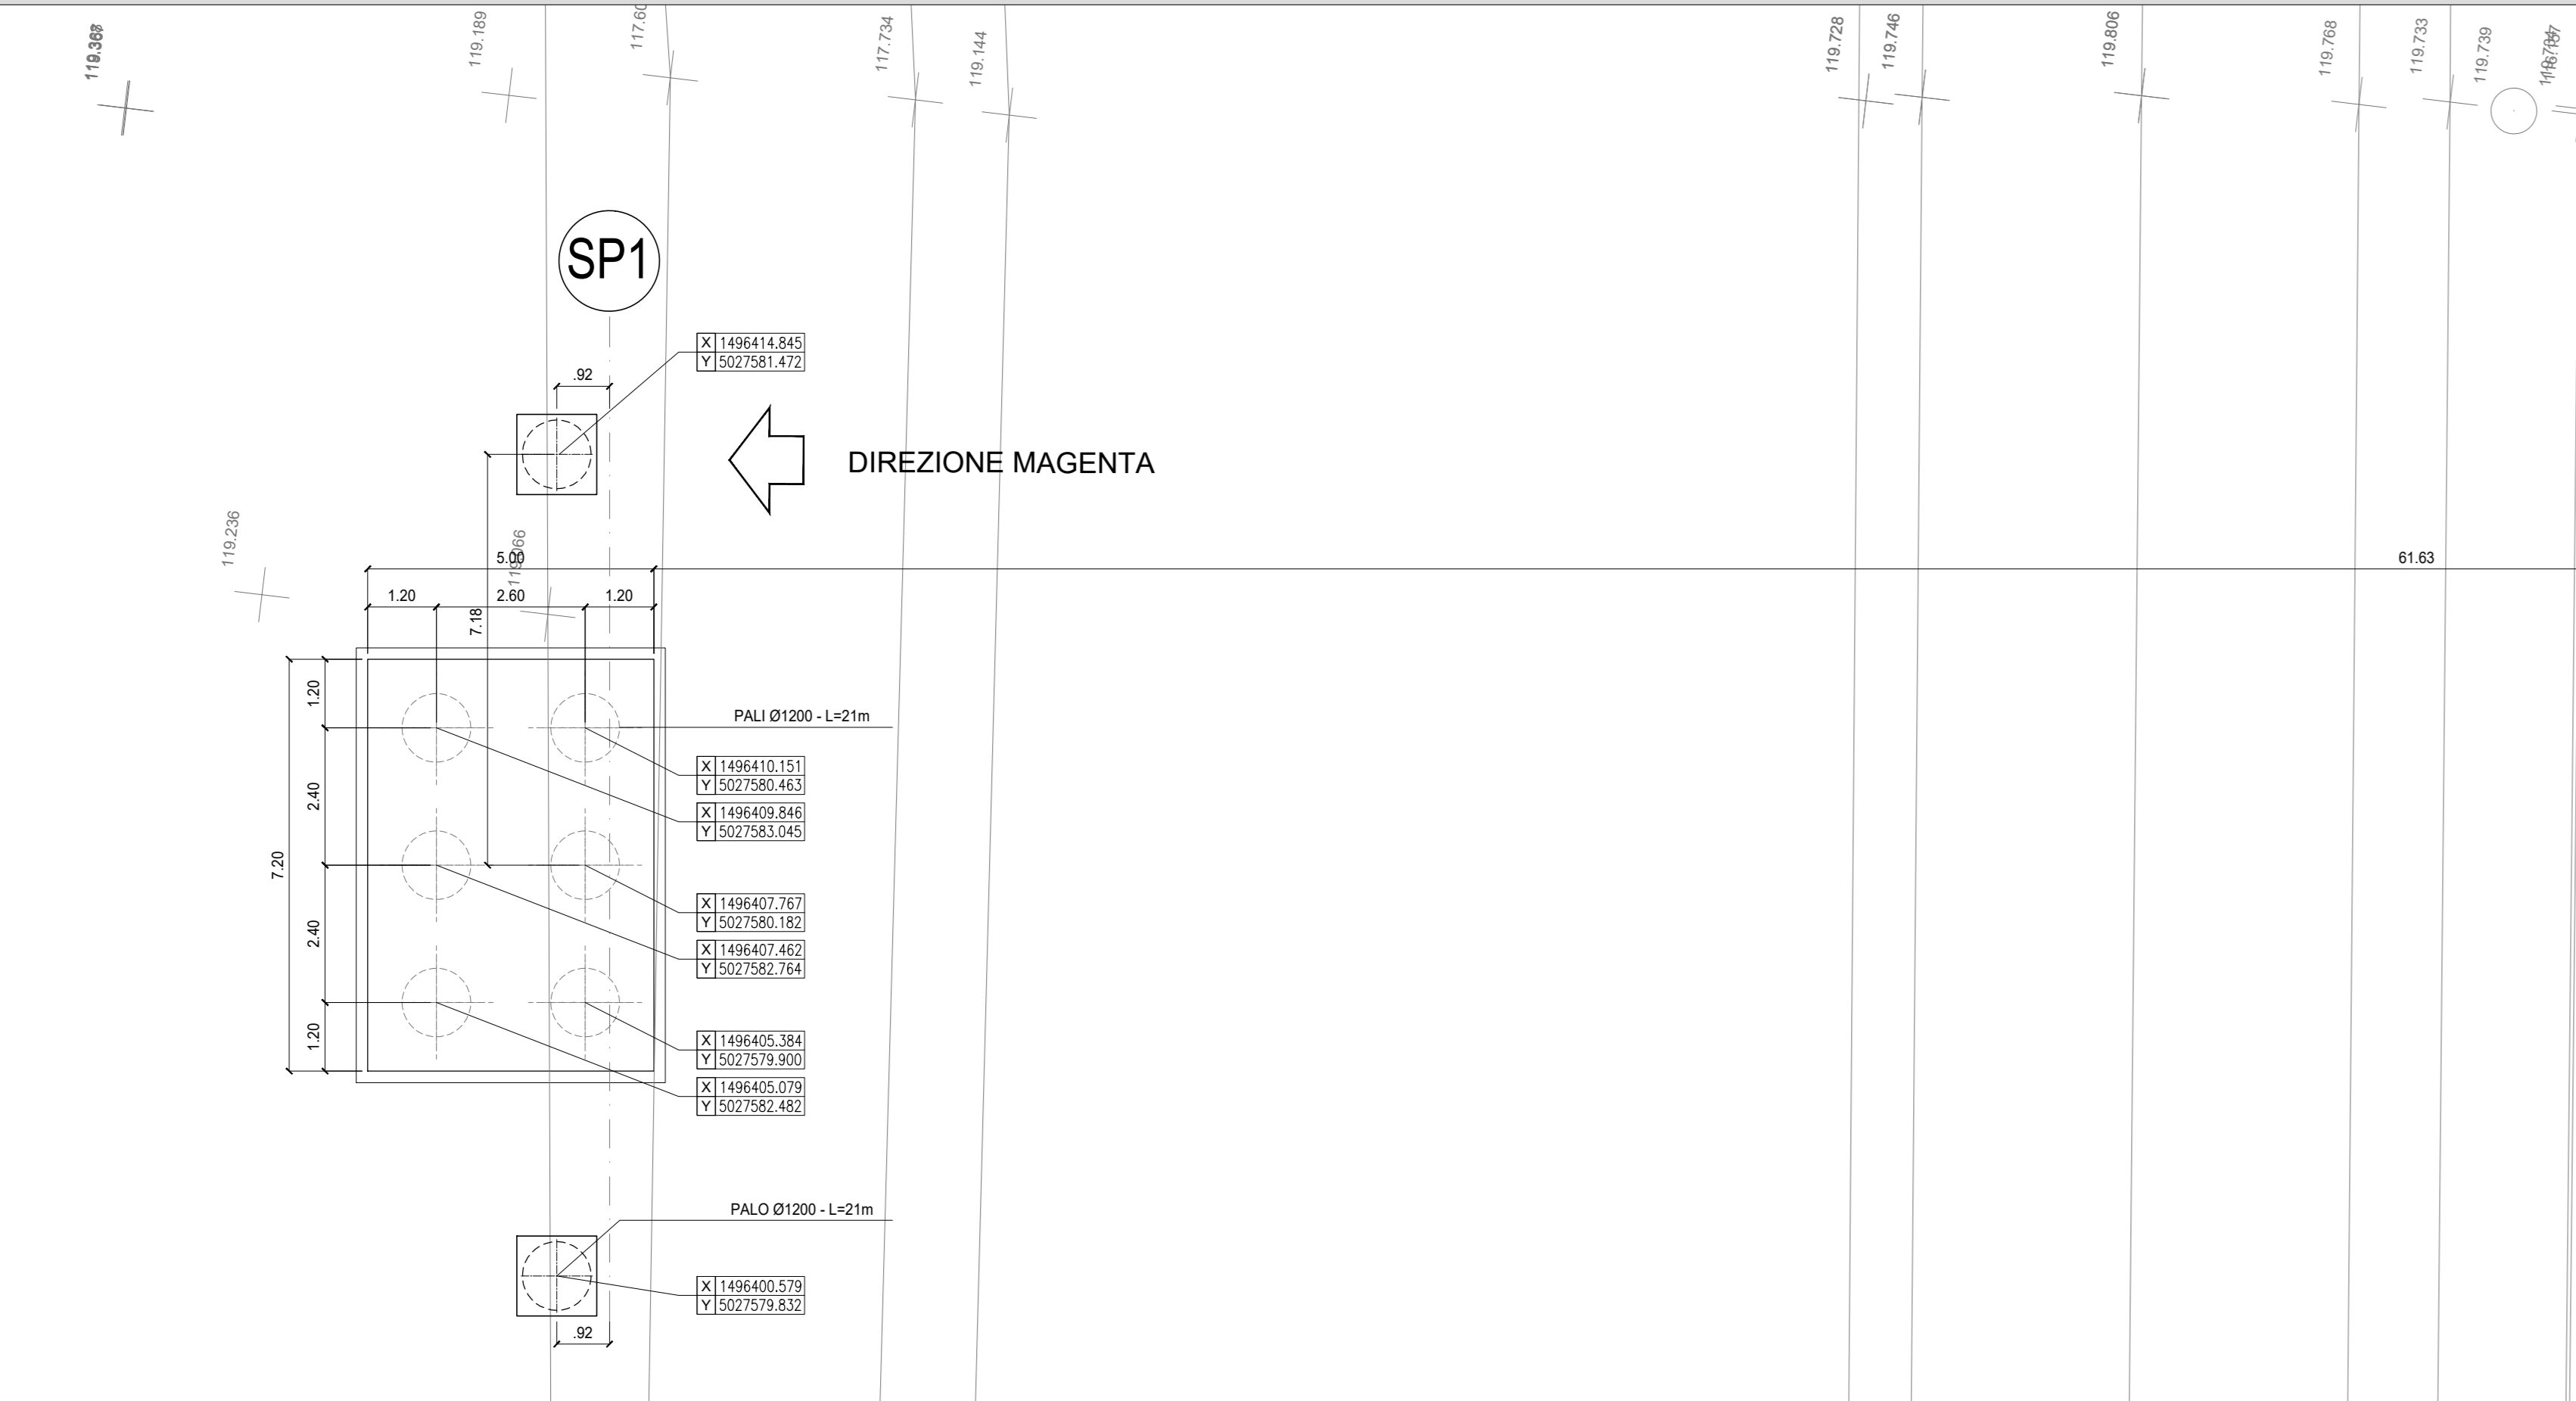 119.189
117.60
117.734
119.144
119.728
119.746
119.806
119.768
119.733
119.739
SP1
X 1496414.845
Y 5027581.472
.92
DIREZIONE MAGENTA
119.236
119.066
5.00
61.63
1.20
2.60
1.20
7.18
1.20
PALI Ø1200 - L=21m
X 1496410.151
Y 5027580.463
2.40
X 1496409.846
Y 5027583.045
7.20
X 1496407.767
Y 5027580.182
2.40
X 1496407.462
Y 5027582.764
1.20
X 1496405.384
Y 5027579.900
X 1496405.079
Y 5027582.482
PALO Ø1200 - L=21m
X 1496400.579
Y 5027579.832
.92